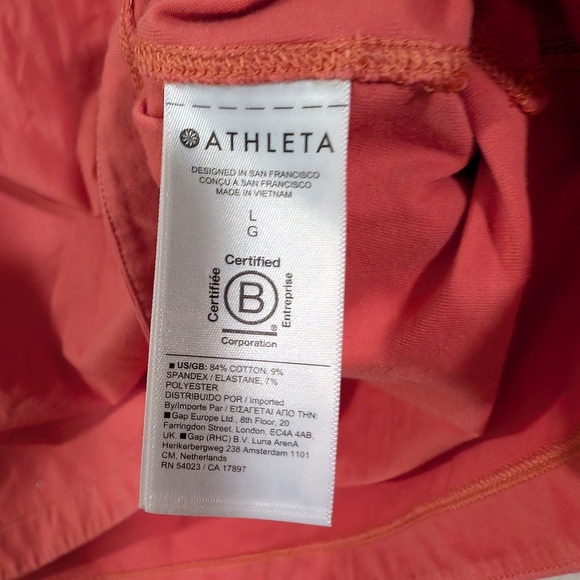 ATHLETA
DESIGNED IN SAN FRANCISCO
CONÇU À SAN FRANCISCO
MADE IN VIETNAM
L
G
Certified
Certifiée
B
®
Entreprise
Corporation
■ US/GB: 84% COTTON, 9%
SPANDEX / ELASTANE, 7%
POLYESTER
DISTRIBUIDO POR / Imported
By/Importe Par / ΕΙΣΑΓΕΤΑΙ ΑΠΟ ΤΗΝ:
■Gap Europe Ltd., 8th Floor, 20
Farringdon Street, London, EC4A 4AB,
UK. ■Gap (RHC) B.V. Luna ArenA
Herikerbergweg 238 Amsterdam 1101
CM, Netherlands
RN 54023 / CA 17897